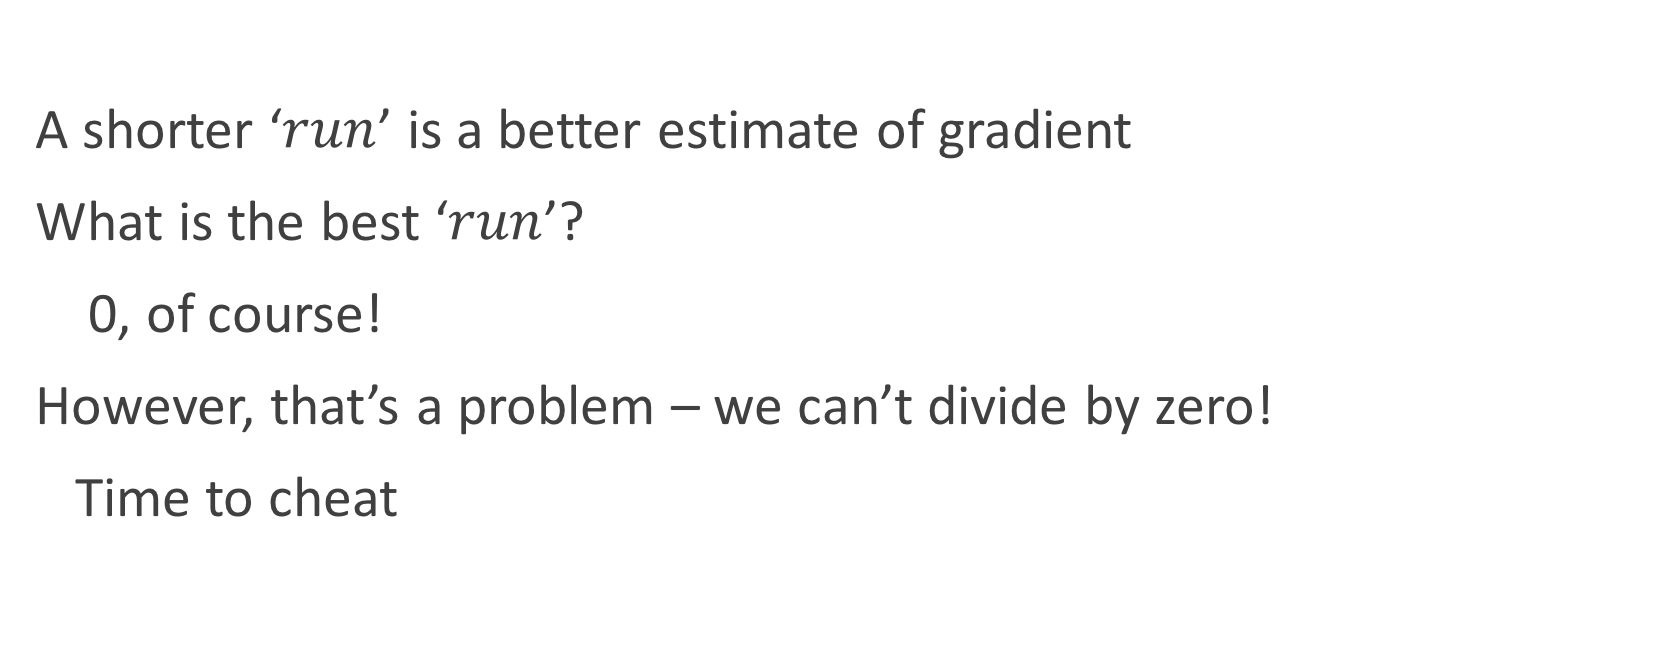 A shorter ‘run’ is a better estimate of gradient
What is the best ‘run’?
0, of course!
However, that’s a problem – we can’t divide by zero!
Time to cheat